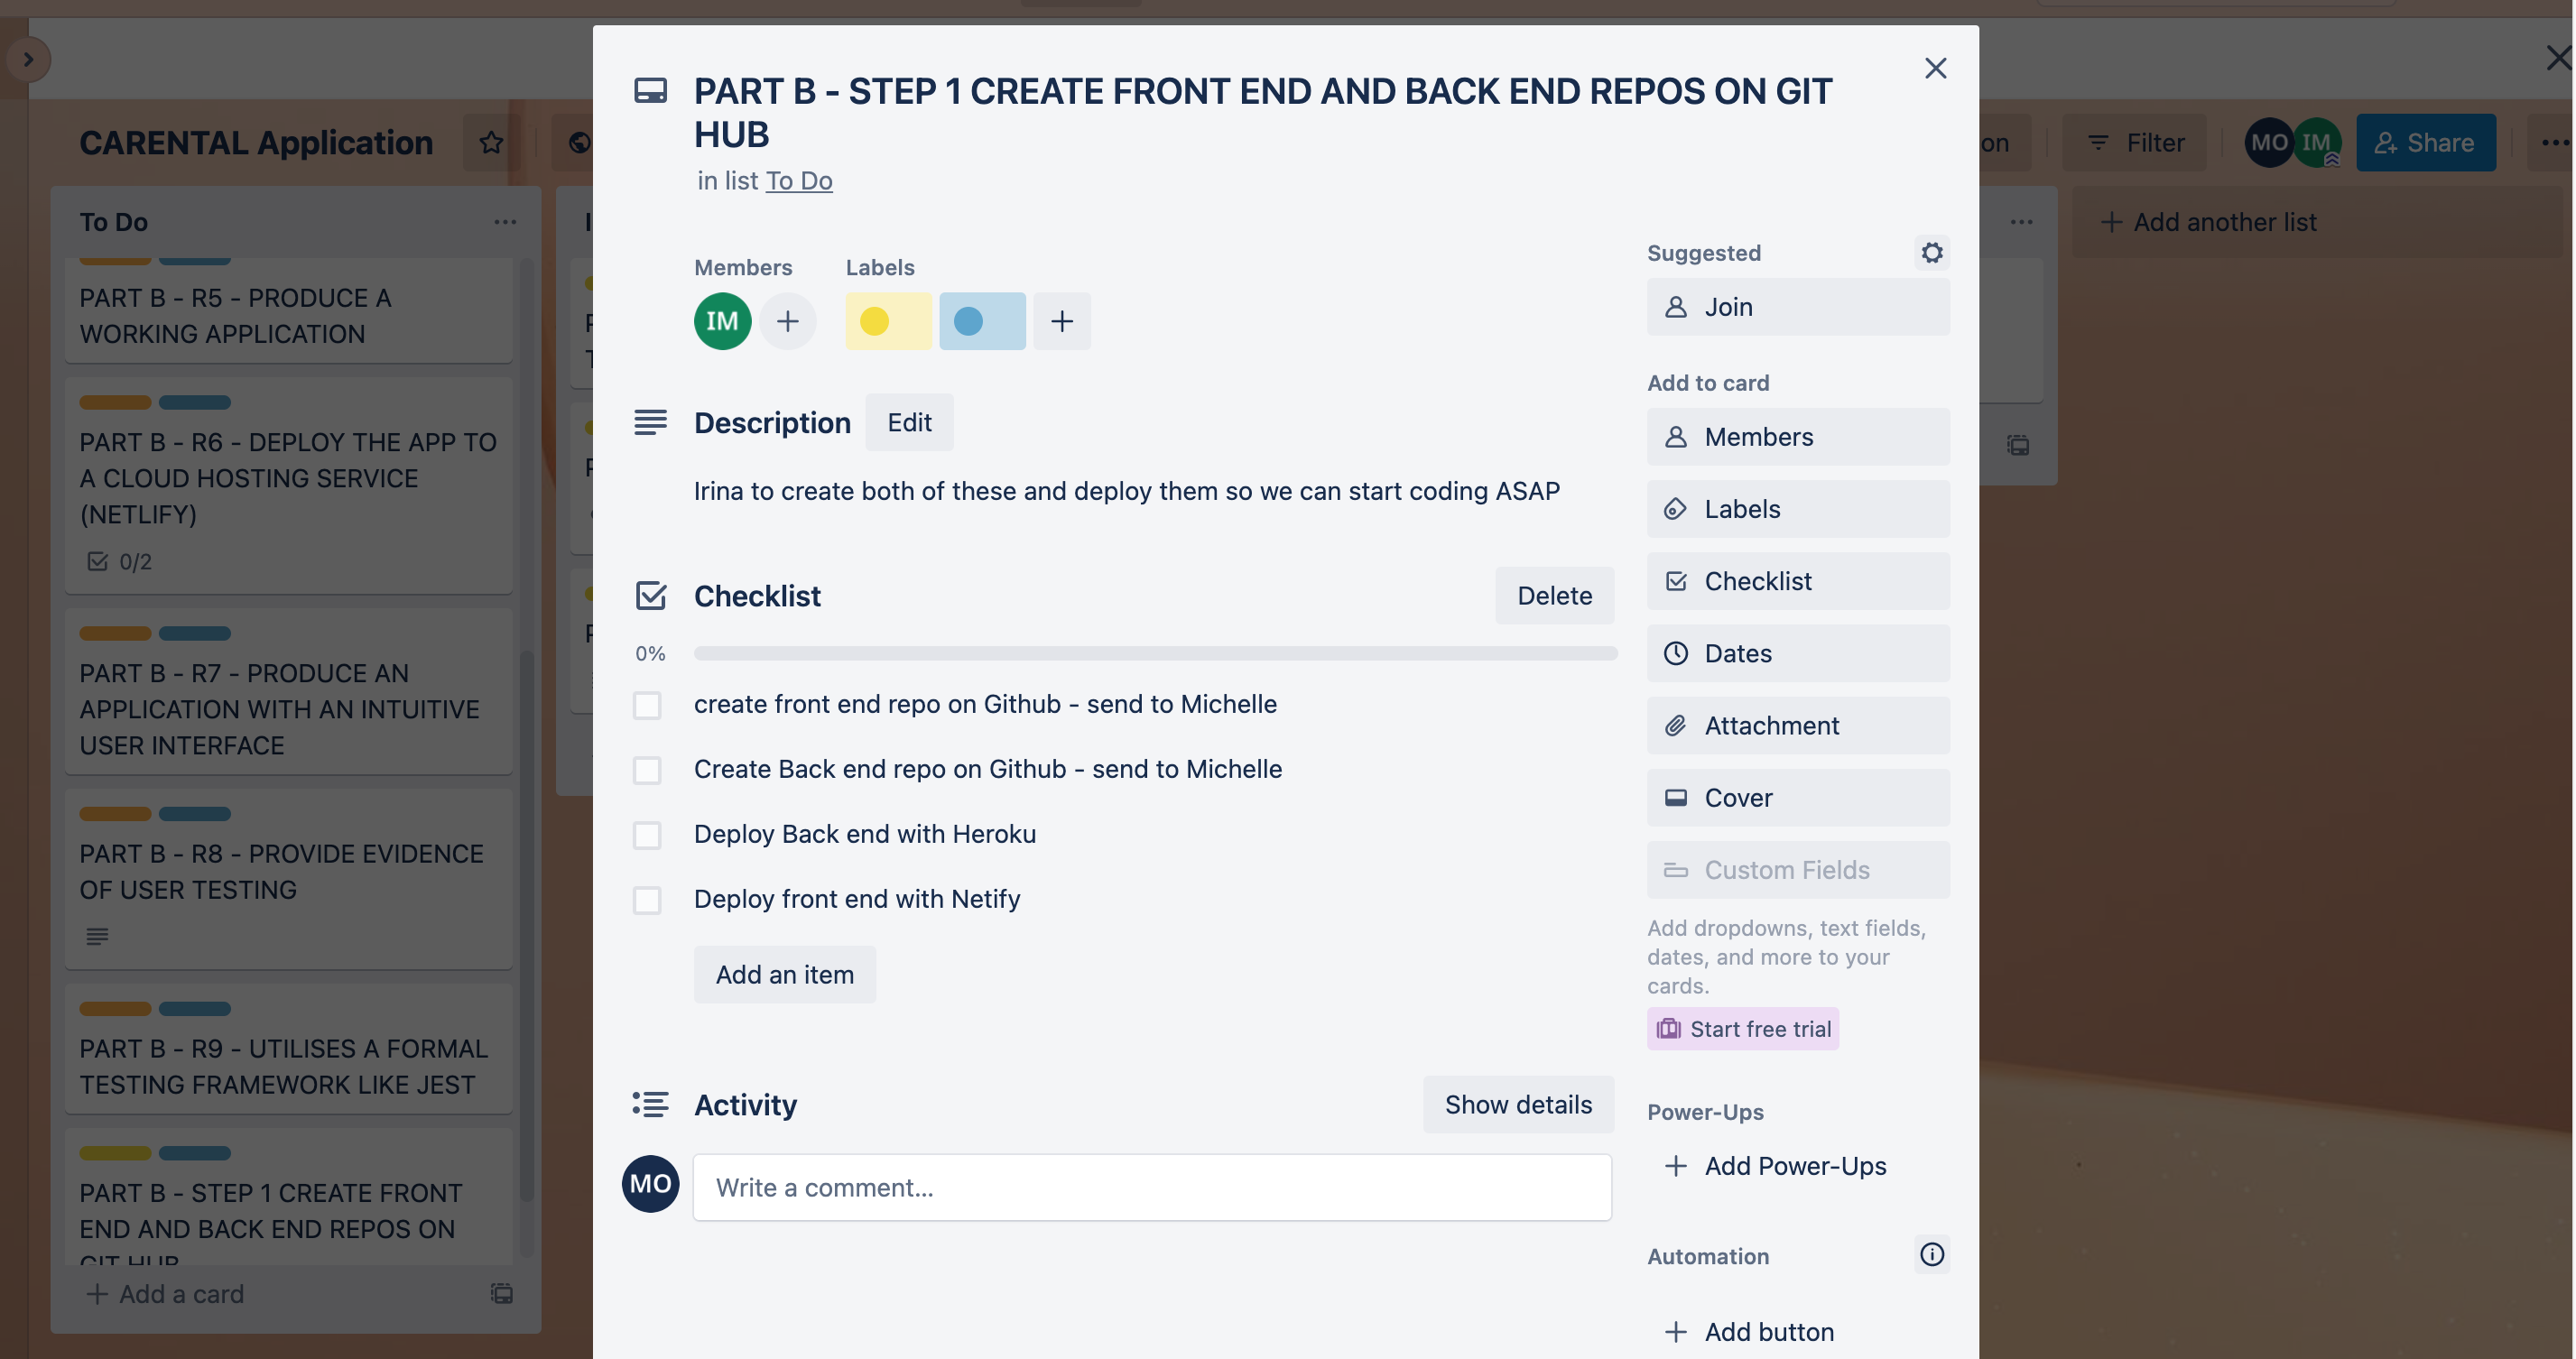 CARENTAL Application
on
Filter
MO
IM
Share
To Do
PART B - R5 - PRODUCE A
WORKING APPLICATION
PART B - R6 - DEPLOY THE APP TO
A CLOUD HOSTING SERVICE
(NETLIFY)
0/2
PART B - R7 - PRODUCE AN
APPLICATION WITH AN INTUITIVE
USER INTERFACE
PART B - R8 - PROVIDE EVIDENCE
OF USER TESTING
PART B - R9 - UTILISES A FORMAL
TESTING FRAMEWORK LIKE JEST
PART B - STEP 1 CREATE FRONT
END AND BACK END REPOS ON
GIT HUB
Add a card
Add another list
PART B - STEP 1 CREATE FRONT END AND BACK END REPOS ON GIT
HUB
in list To Do
Members
Labels
IM
Description
Edit
Irina to create both of these and deploy them so we can start coding ASAP
Checklist
Delete
0%
create front end repo on Github - send to Michelle
Create Back end repo on Github - send to Michelle
Deploy Back end with Heroku
Deploy front end with Netify
Add an item
Activity
Show details
MO
Write a comment...
Suggested
Join
Add to card
Members
Labels
Checklist
Dates
Attachment
Cover
Custom Fields
Add dropdowns, text fields,
dates, and more to your
cards.
Start free trial
Power-Ups
Add Power-Ups
Automation
Add button